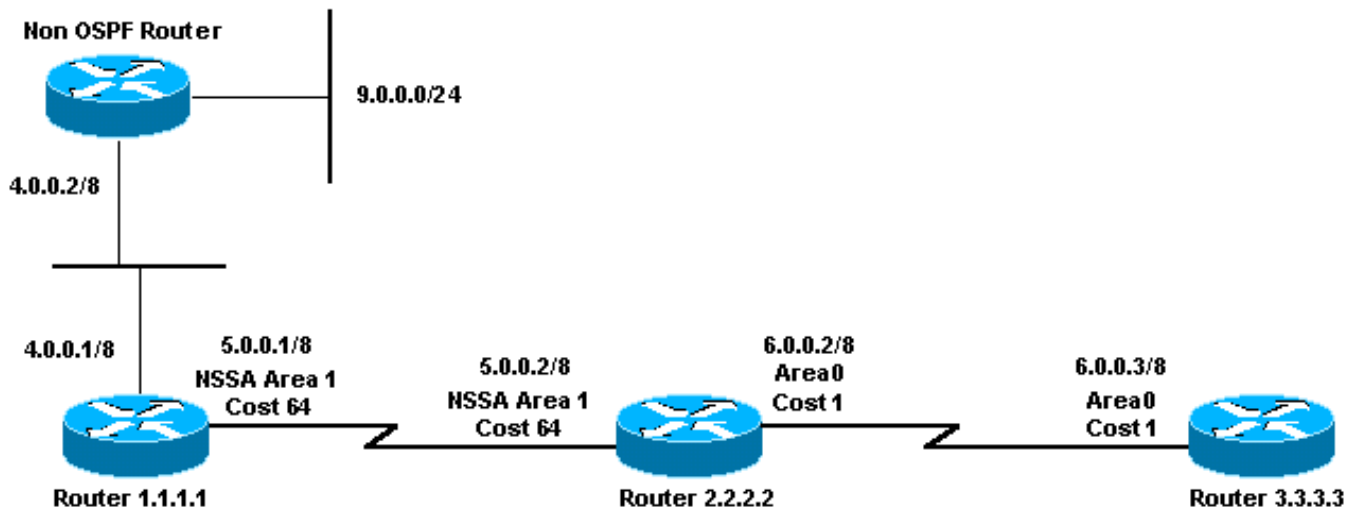 Non OSPF Router
9.0.0.0/24
4.0.0.2/8
4.0.0.1/8
5.0.0.1/8
NSSA Area 1
Cost 64
5.0.0.2/8
NSSA Area 1
Cost 64
6.0.0.2/8
Area0
Cost 1
6.0.0.3/8
Area0
Cost 1
Router 1.1.1.1
Router 2.2.2.2
Router 3.3.3.3